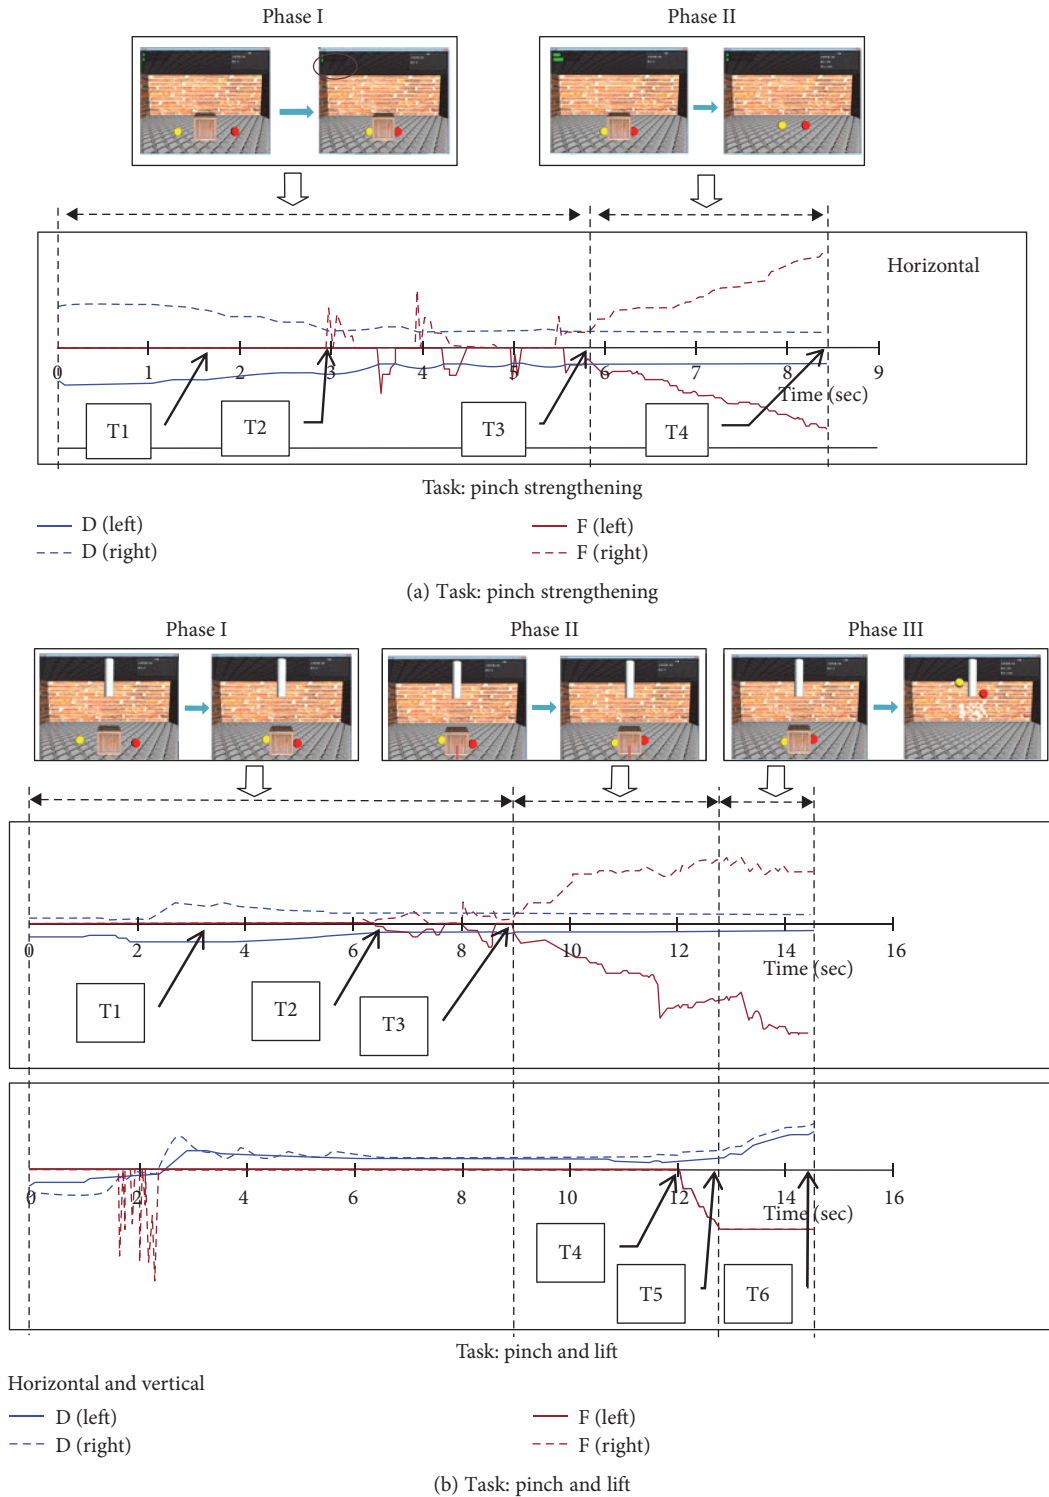 Phase I
Phase II
Horizontal
0 1 2 3 4 5 6 7 8 9
Time (sec)
T1
T2
T3
T4
Task: pinch strengthening
D (left)
F (left)
D (right)
F (right)
(a) Task: pinch strengthening
Phase I
Phase II
Phase III
0 2 4 6 8 10 12 14 16
Time (sec)
T1
T2
T3
0 2 4 6 8 10 12 14 16
Time (sec)
T4
T5
T6
Task: pinch and lift
Horizontal and vertical
D (left)
F (left)
D (right)
F (right)
(b) Task: pinch and lift